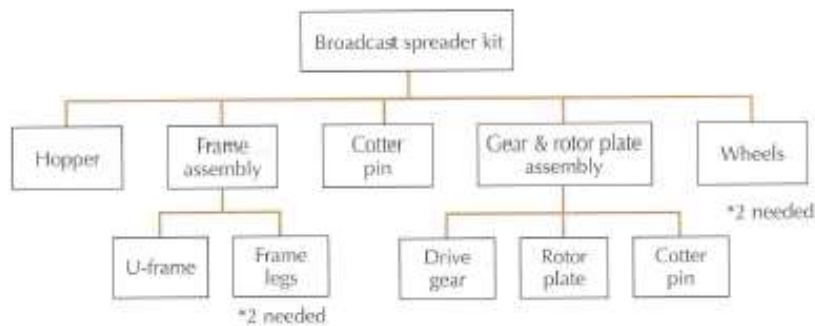 Broadcast spreader kit
Hopper
Frame
assembly
Cotter
pin
Gear & rotor plate
assembly
Wheels
*2 needed
U-frame
Frame
legs
*2 needed
Drive
gear
Rotor
plate
Cotter
pin